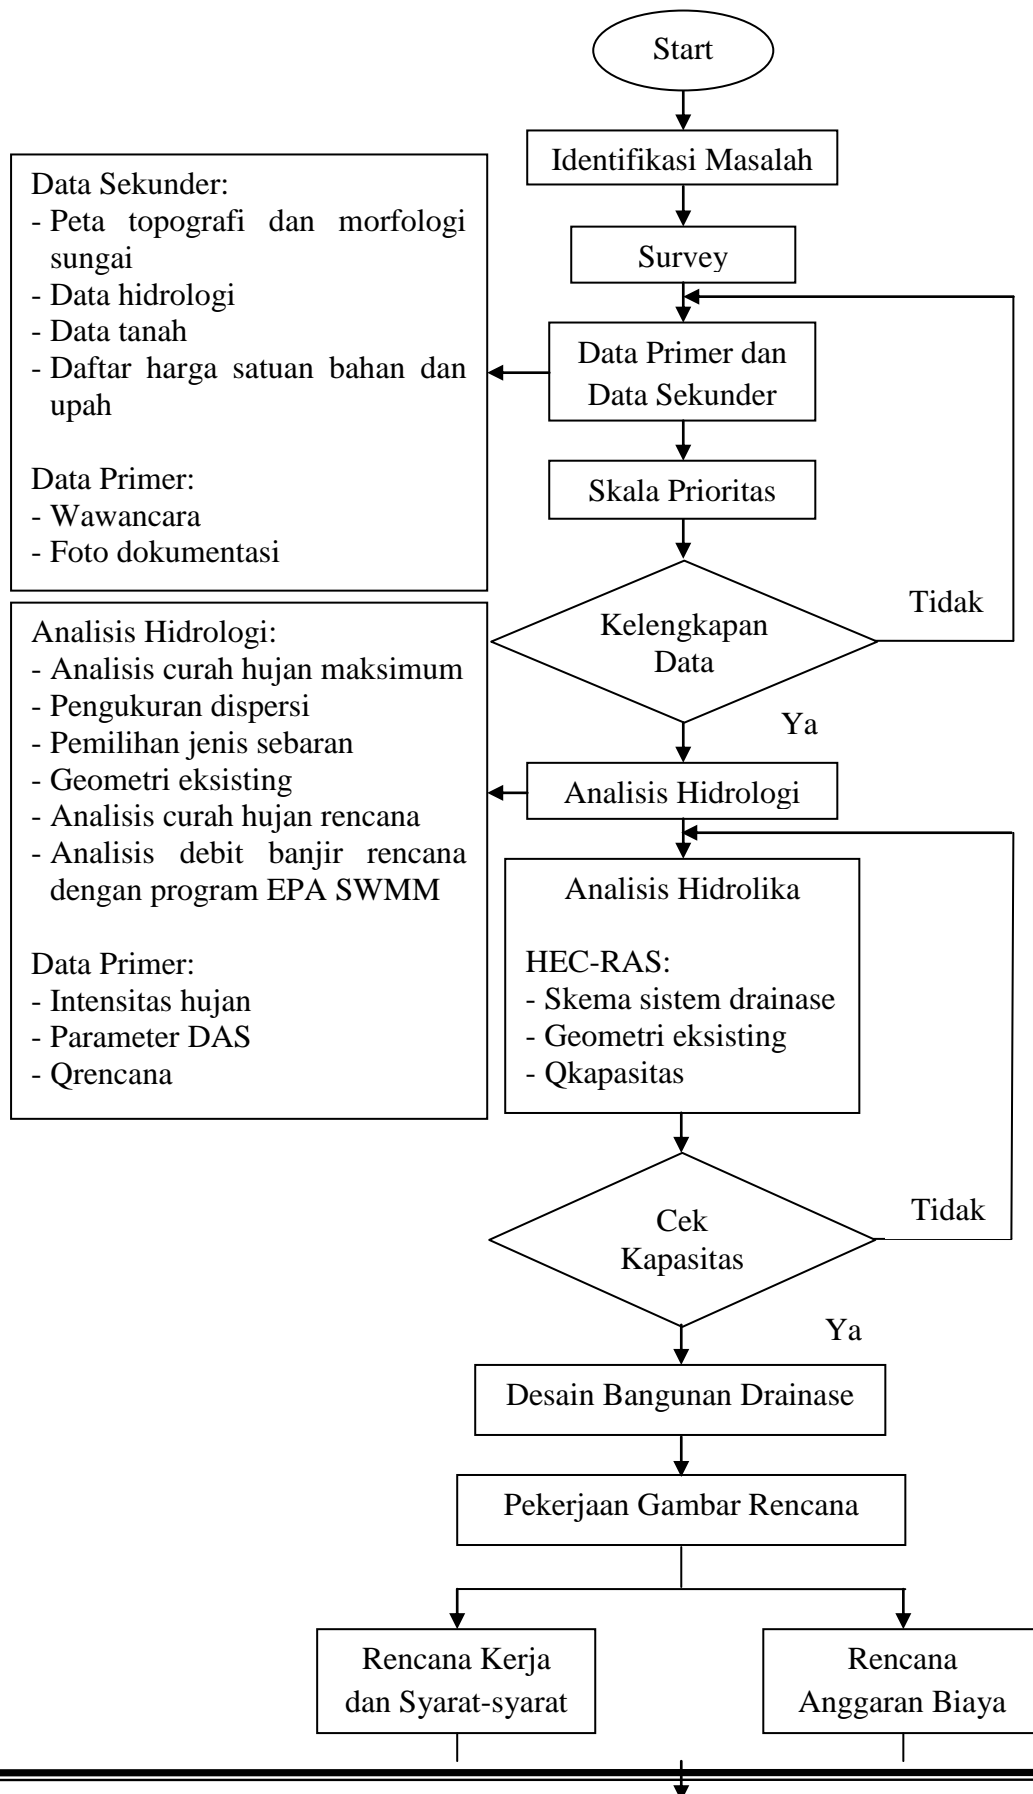 Start
Identifikasi Masalah
Survey
Data Primer dan
Data Sekunder
Data Sekunder:
- Peta topografi dan morfologi
sungai
- Data hidrologi
- Data tanah
- Daftar harga satuan bahan dan
upah
Data Primer:
- Wawancara
- Foto dokumentasi
Skala Prioritas
Kelengkapan
Data
Tidak
Ya
Analisis Hidrologi
Analisis Hidrologi:
- Analisis curah hujan maksimum
- Pengukuran dispersi
- Pemilihan jenis sebaran
- Geometri eksisting
- Analisis curah hujan rencana
- Analisis debit banjir rencana
dengan program EPA SWMM
Data Primer:
- Intensitas hujan
- Parameter DAS
- Qrencana
Analisis Hidrolika
HEC-RAS:
- Skema sistem drainase
- Geometri eksisting
- Qkapasitas
Cek
Kapasitas
Tidak
Ya
Desain Bangunan Drainase
Pekerjaan Gambar Rencana
Rencana Kerja
dan Syarat-syarat
Rencana
Anggaran Biaya